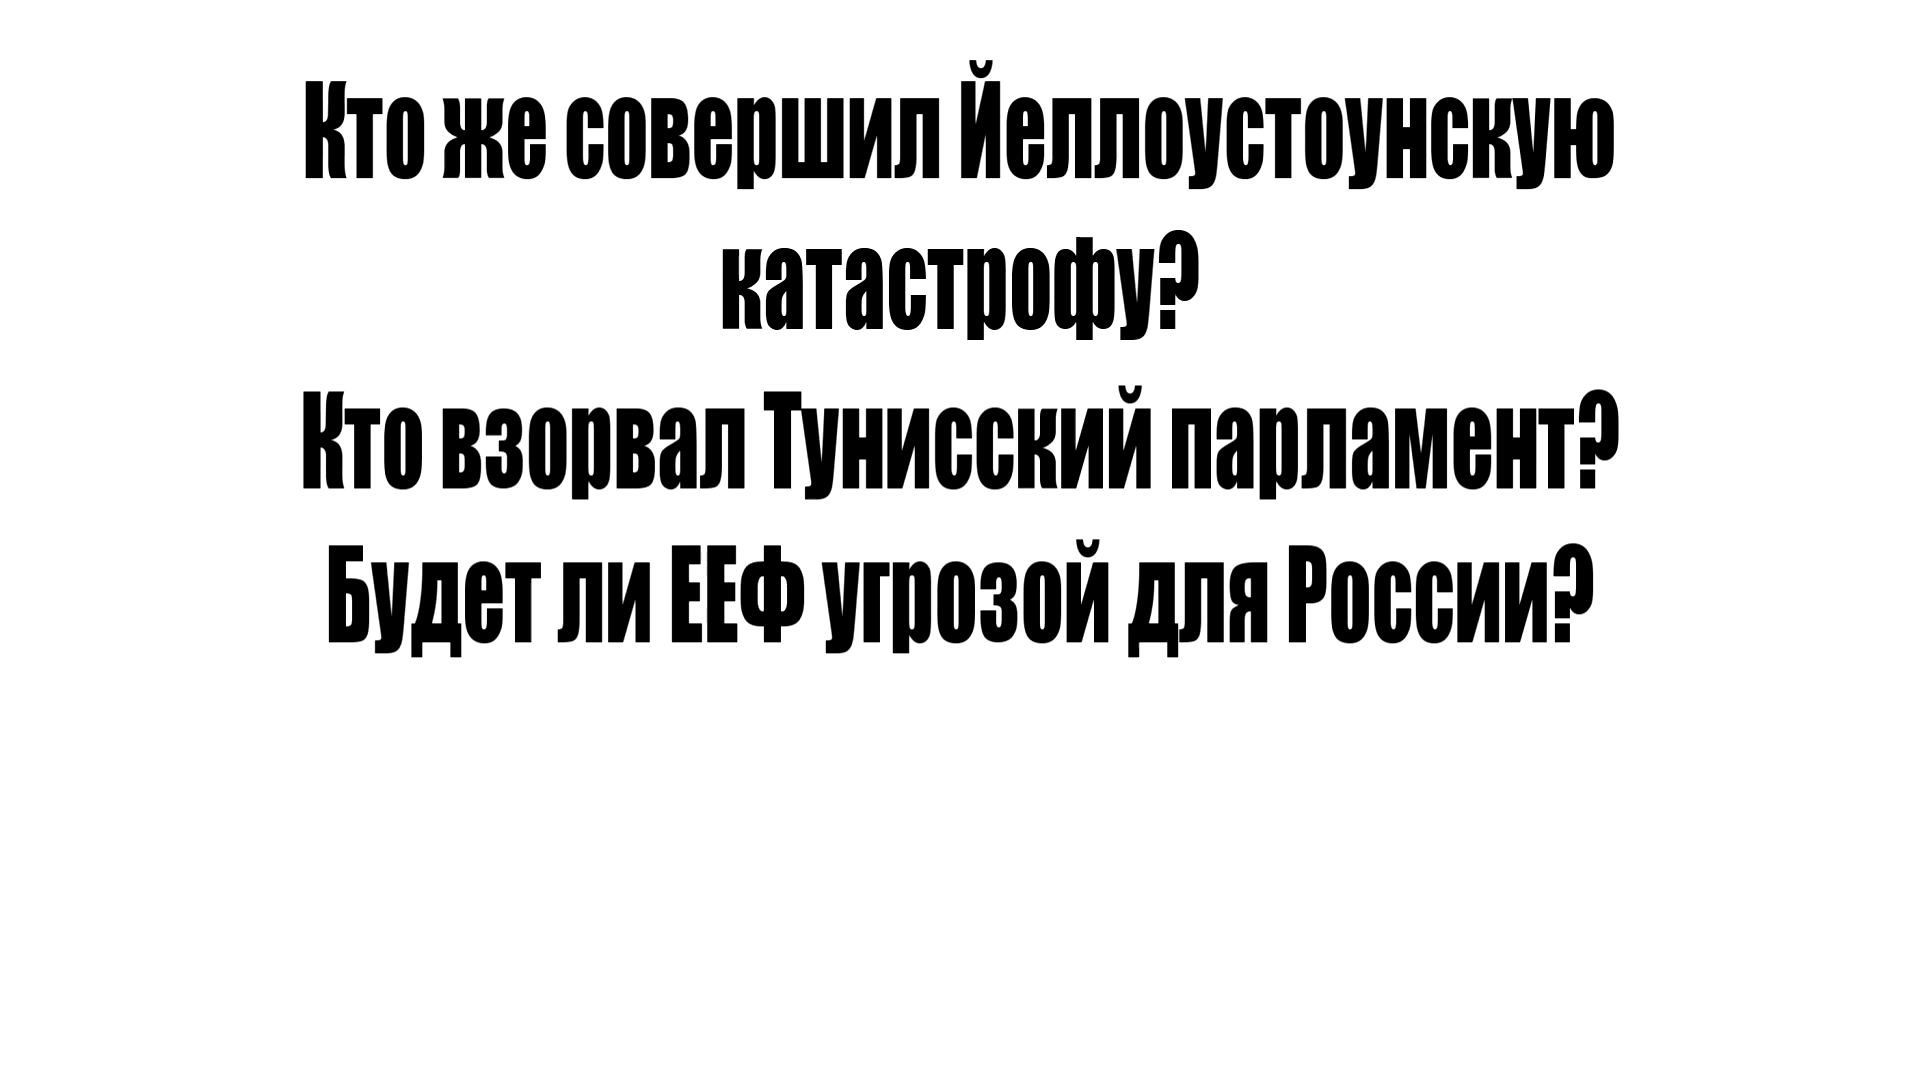 Кто же совершил Йеллоустоунскую
катастрофу?
Кто взорвал Тунисский парламент?
Будет ли ЕЕФ угрозой для России?